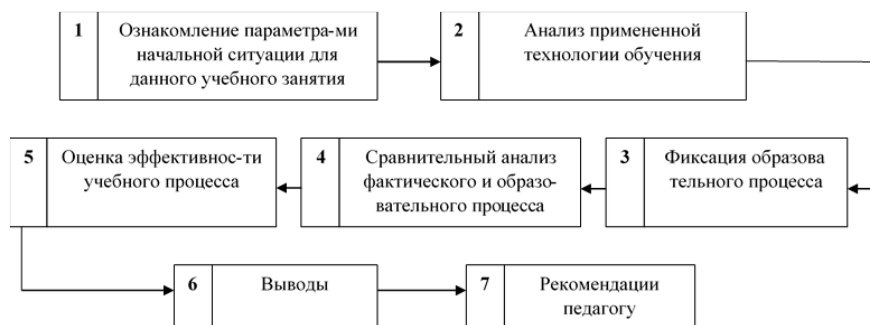 1
Ознакомление параметра-ми
начальной ситуации для
данного учебного занятия
2
Анализ примененной
технологии обучения
5
Оценка эффективнос-ти
учебного процесса
4
Сравнительный анализ
фактического и образо-
вательного процесса
3
Фиксация образова
тельного процесса
6
Выводы
7
Рекомендации
педагогу